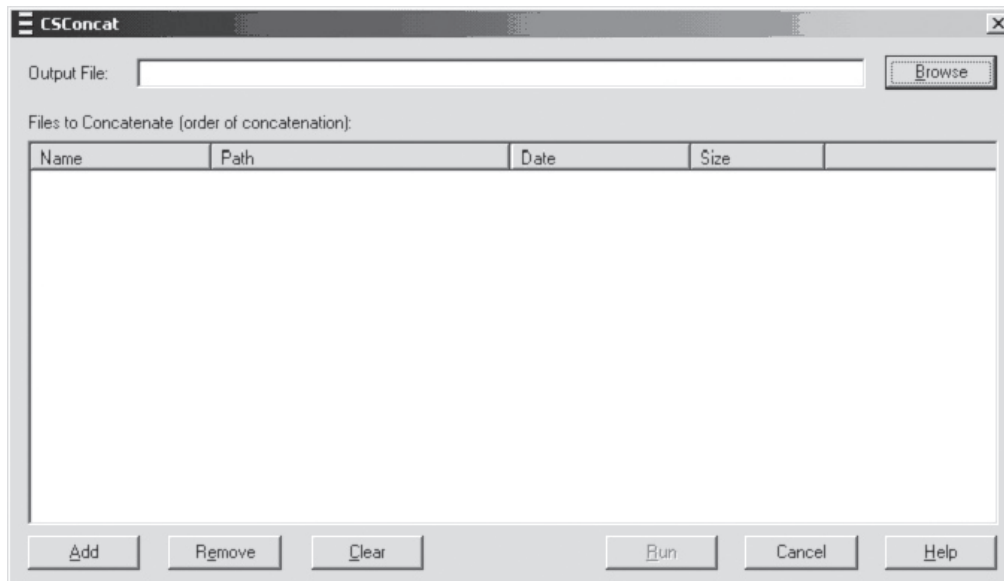 CSConcat
Output File: Browse
Files to Concatenate (order of concatenation):
Name Path Date Size
Add Remove Clear Run Cancel Help